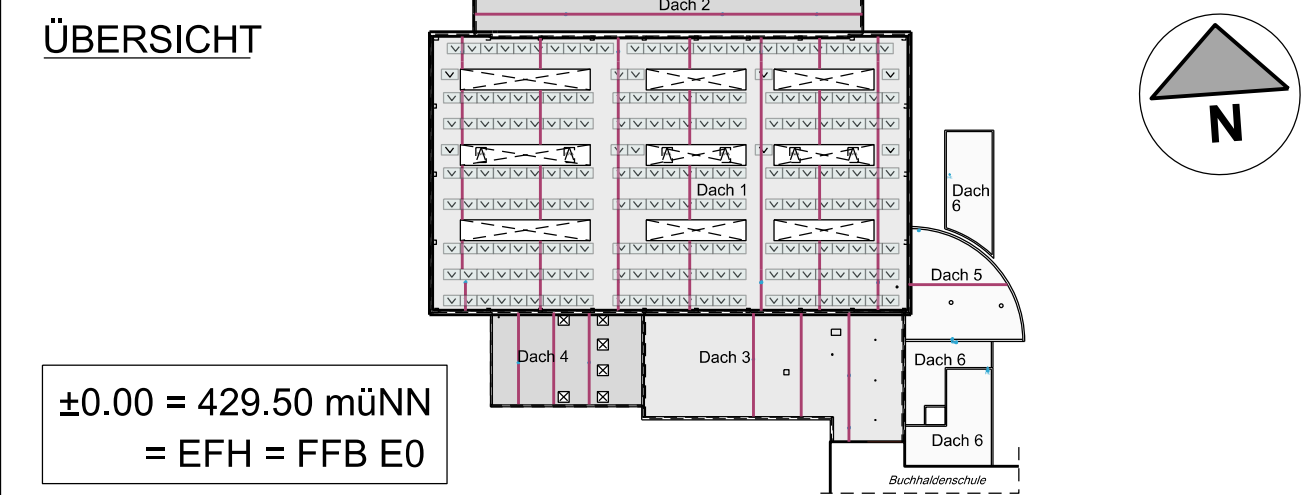 ÜBERSICHT
Dach 2
N
Dach 1
Dach
6
Dach 5
Dach 4
Dach 3
Dach 6
Dach 6
Buchhaldenschule
±0.00 = 429.50 müNN
= EFH = FFB E0